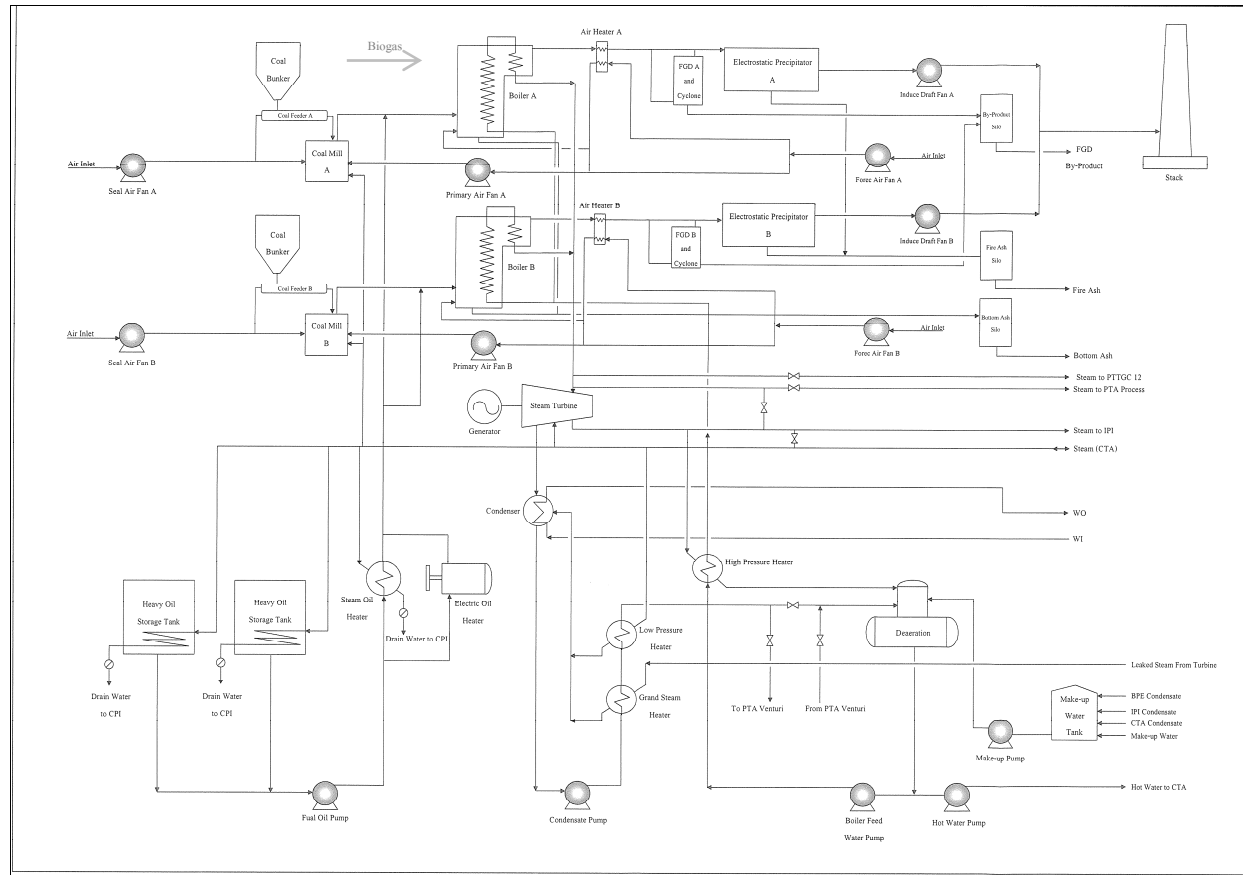 Biogas
Air Heater A
Coal
Bunker
Coal Feeder A
Boiler A
FGD A
and
Cyclone
Electrostatic Precipitator
A
Induce Draft Fan A
By-Product
Silo
FGD
By-Product
Stack
Air Inlet
Seal Air Fan A
Coal Mill
A
Primary Air Fan A
Forec Air Fan A
Air Inlet
Air Heater B
Coal
Bunker
Coal Feeder B
Boiler B
FGD B
and
Cyclone
Electrostatic Precipitator
B
Induce Draft Fan B
Fire Ash
Silo
Fire Ash
Air Inlet
Seal Air Fan B
Coal Mill
B
Primary Air Fan B
Forec Air Fan B
Air Inlet
Bottom Ash
Silo
Bottom Ash
Steam to PTTGC 12
Steam to PTA Process
Generator
Steam Turbine
Steam to IPI
Steam (CTA)
Condenser
WO
WI
High Pressure Heater
Heavy Oil
Storage Tank
Heavy Oil
Storage Tank
Steam Oil
Heater
Electric Oil
Heater
Drain Water to CPI
Drain Water
to CPI
Drain Water
to CPI
Low Pressure
Heater
Deaeration
Grand Steam
Heater
Leaked Steam From Turbine
To PTA Venturi
From PTA Venturi
Make-up
Water
Tank
BPE Condensate
IPI Condensate
CTA Condensate
Make-up Water
Make-up Pump
Fual Oil Pump
Condensate Pump
Boiler Feed
Water Pump
Hot Water Pump
Hot Water to CTA